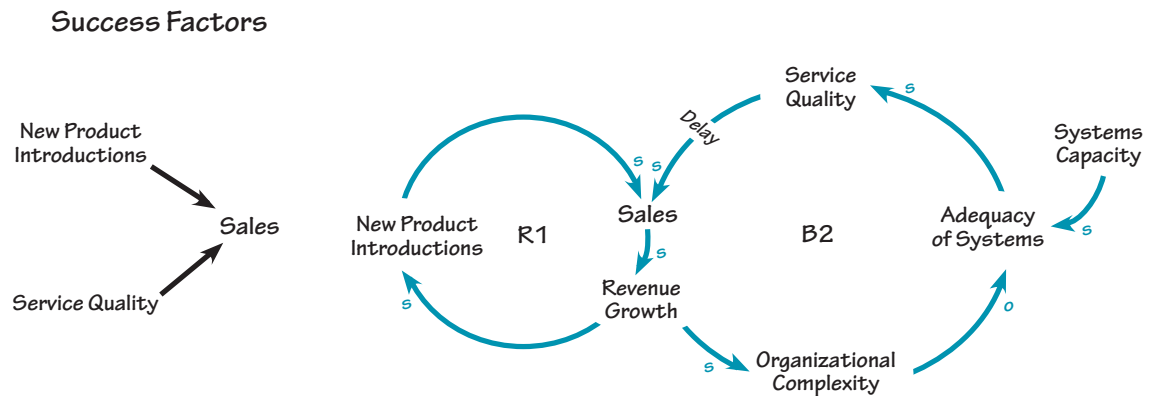 Success Factors
New Product
Introductions
Sales
Service Quality
Service
Quality
s
Delay
Systems
Capacity
s
s
New Product
Introductions
R1
Sales
B2
Adequacy
of Systems
s
s
Revenue
Growth
s
o
s
Organizational
Complexity